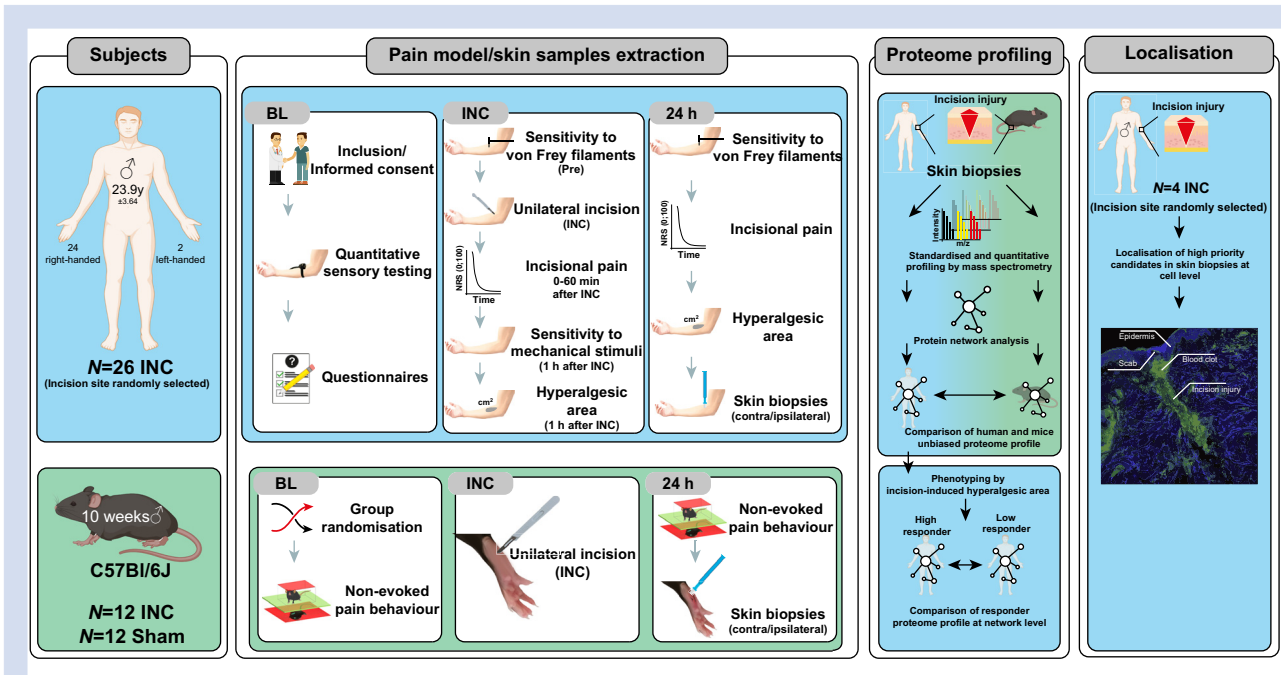 Subjects
Pain model/skin samples extraction
Proteome profiling
Localisation
♂
23.9y
±3.64
24
right-handed
2
left-handed
N=26 INC
(Incision site randomly selected)
10 weeks♂
C57Bl/6J
N=12 INC
N=12 Sham
BL
Inclusion/
Informed consent
Quantitative
sensory testing
?
Questionnaires
INC
Sensitivity to
von Frey filaments
(Pre)
Unilateral incision
(INC)
NRS (0;100)
Time
Incisional pain
0-60 min
after INC
Sensitivity to
mechanical stimuli
(1 h after INC)
cm²
Hyperalgesic
area
(1 h after INC)
24 h
Sensitivity to
von Frey filaments
NRS (0;100)
Time
Incisional pain
cm²
Hyperalgesic
area
Skin biopsies
(contra/ipsilateral)
BL
Group
randomisation
Non-evoked
pain behaviour
INC
Unilateral incision
(INC)
24 h
Non-evoked
pain behaviour
Skin biopsies
(contra/ipsilateral)
Incision injury
Skin biopsies
Intensity
m/z
Standardised and quantitative
profiling by mass spectrometry
Protein network analysis
Comparison of human and mice
unbiased proteome profile
Phenotyping by
incision-induced hyperalgesic area
High
responder
Low
responder
Comparison of responder
proteome profile at network level
Incision injury
♂
N=4 INC
(Incision site randomly selected)
Localisation of high priority
candidates in skin biopsies at
cell level
Epidermis
Scab
Blood clot
Incision injury